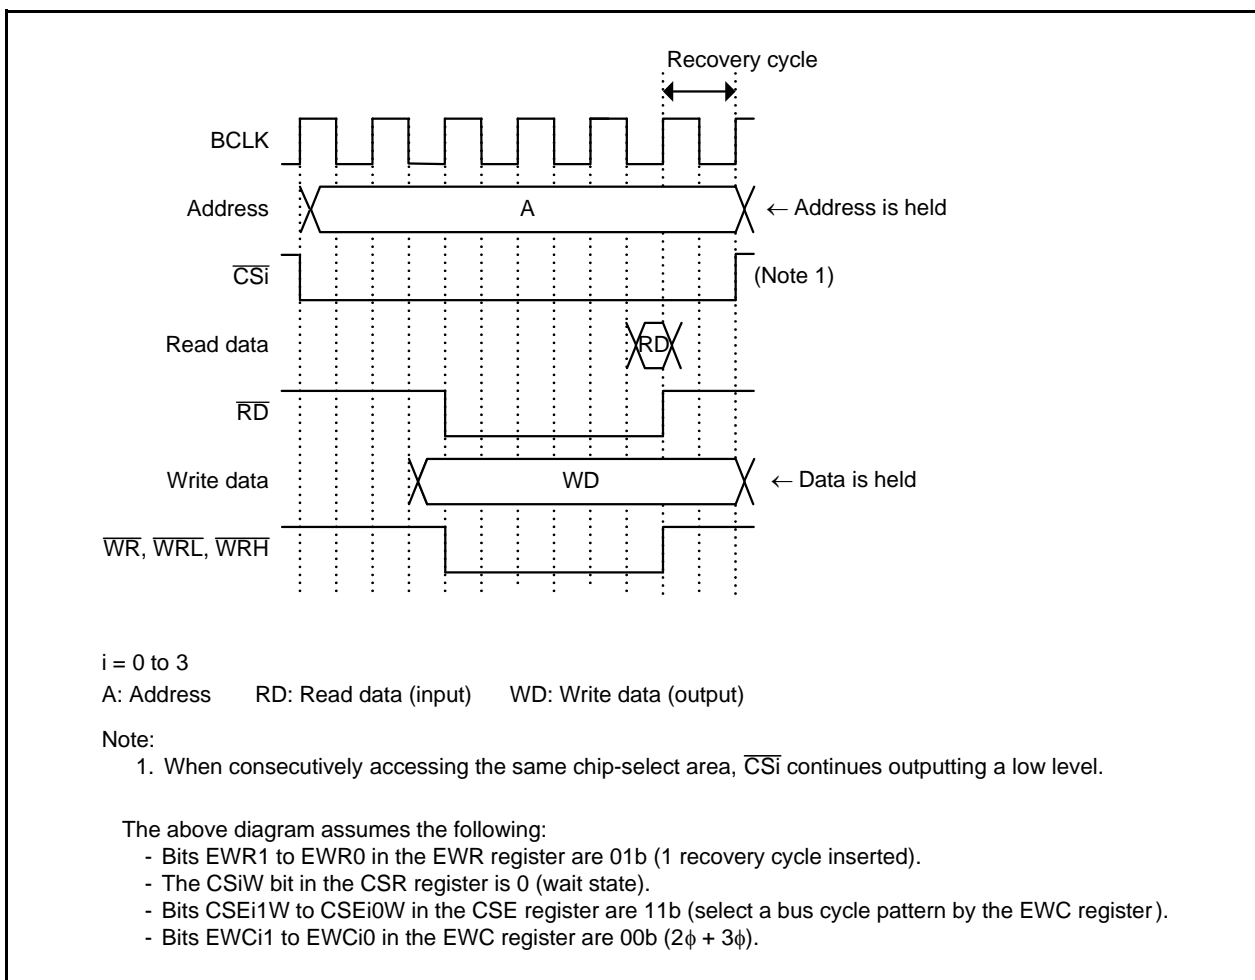 Recovery cycle
BCLK
Address A ← Address is held
CSi (Note 1)
Read data RD
RD
Write data WD ← Data is held
WR, WRL, WRH
i = 0 to 3
A: Address RD: Read data (input) WD: Write data (output)
Note:
1. When consecutively accessing the same chip-select area, CSi continues outputting a low level.
The above diagram assumes the following:
- Bits EWR1 to EWR0 in the EWR register are 01b (1 recovery cycle inserted).
- The CSiW bit in the CSR register is 0 (wait state).
- Bits CSEi1W to CSEi0W in the CSE register are 11b (select a bus cycle pattern by the EWC register).
- Bits EWCi1 to EWCi0 in the EWC register are 00b (2ϕ + 3ϕ).